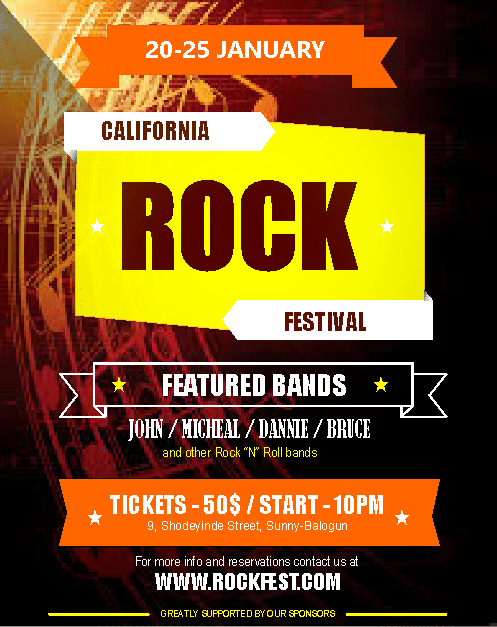 20-25 JANUARY
CALIFORNIA
ROCK
FESTIVAL
FEATURED BANDS
JOHN / MICHEAL / DANNIE / BRUCE
and other Rock “N” Roll bands
TICKETS - 50$ / START - 10PM
9, Shodeyinde Street, Sunny-Balogun
For more info and reservations contact us at
WWW.ROCKFEST.COM
GREATLY SUPPORTED BY OUR SPONSORS